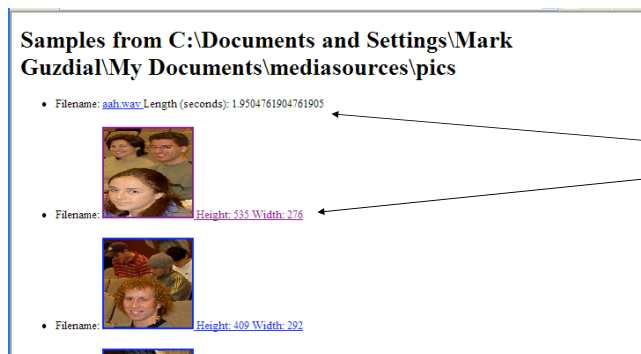 Samples from C:\Documents and Settings\Mark
Guzdial\My Documents\mediasources\pics
• Filename: aah.wav Length (seconds): 1.9504761904761905
• Filename: Height: 535 Width: 276
• Filename: Height: 409 Width: 292